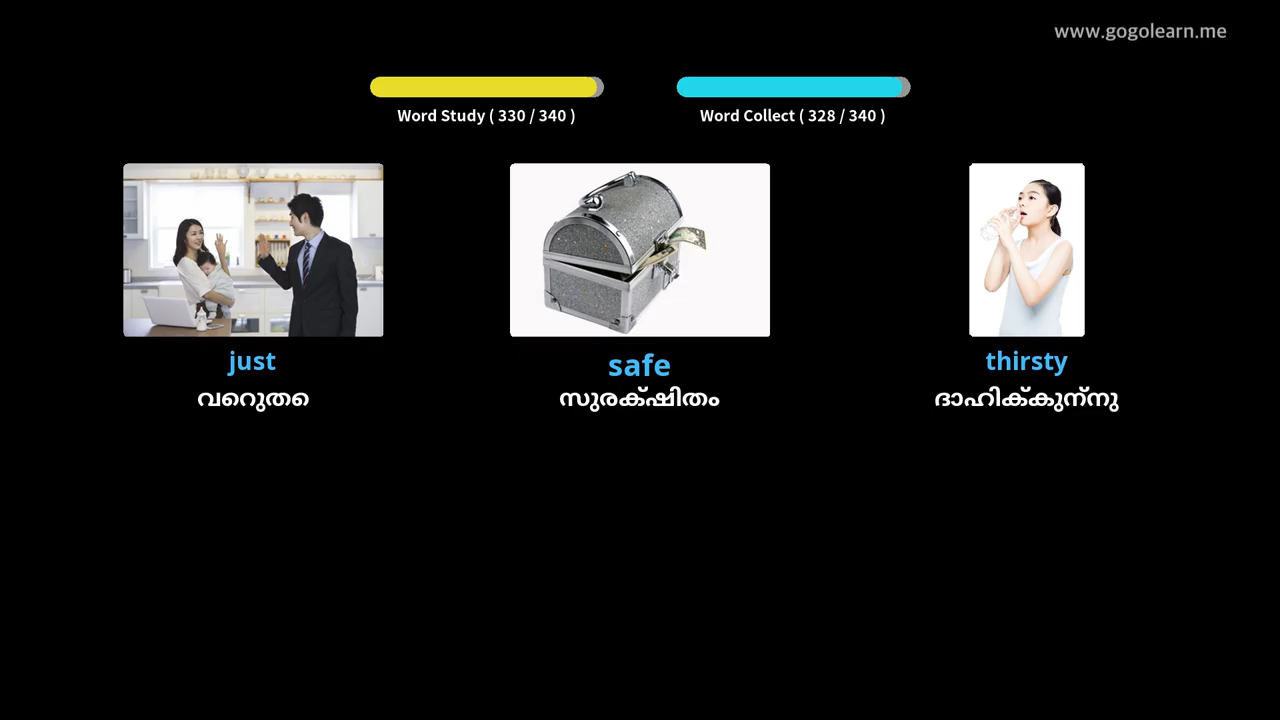 www.gogolearn.me
Word Study ( 330 / 340 )
Word Collect ( 328 / 340 )
just
safe
thirsty
വറെുതെ
സുരക്ഷിതം
ദാഹിക്കുന്നു